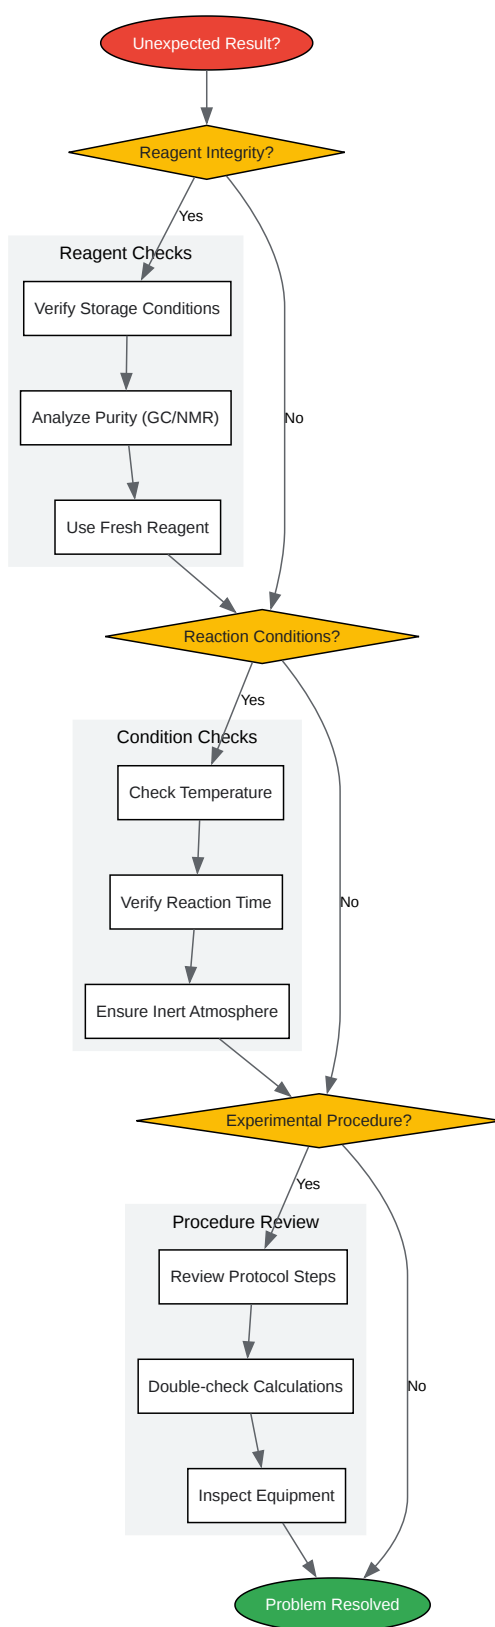 Unexpected Result?
Reagent Integrity?
Yes
Reagent Checks
Verify Storage Conditions
Analyze Purity (GC/NMR)
No
Use Fresh Reagent
Reaction Conditions?
Yes
Condition Checks
Check Temperature
Verify Reaction Time
No
Ensure Inert Atmosphere
Experimental Procedure?
Yes
Procedure Review
Review Protocol Steps
Double-check Calculations
No
Inspect Equipment
Problem Resolved